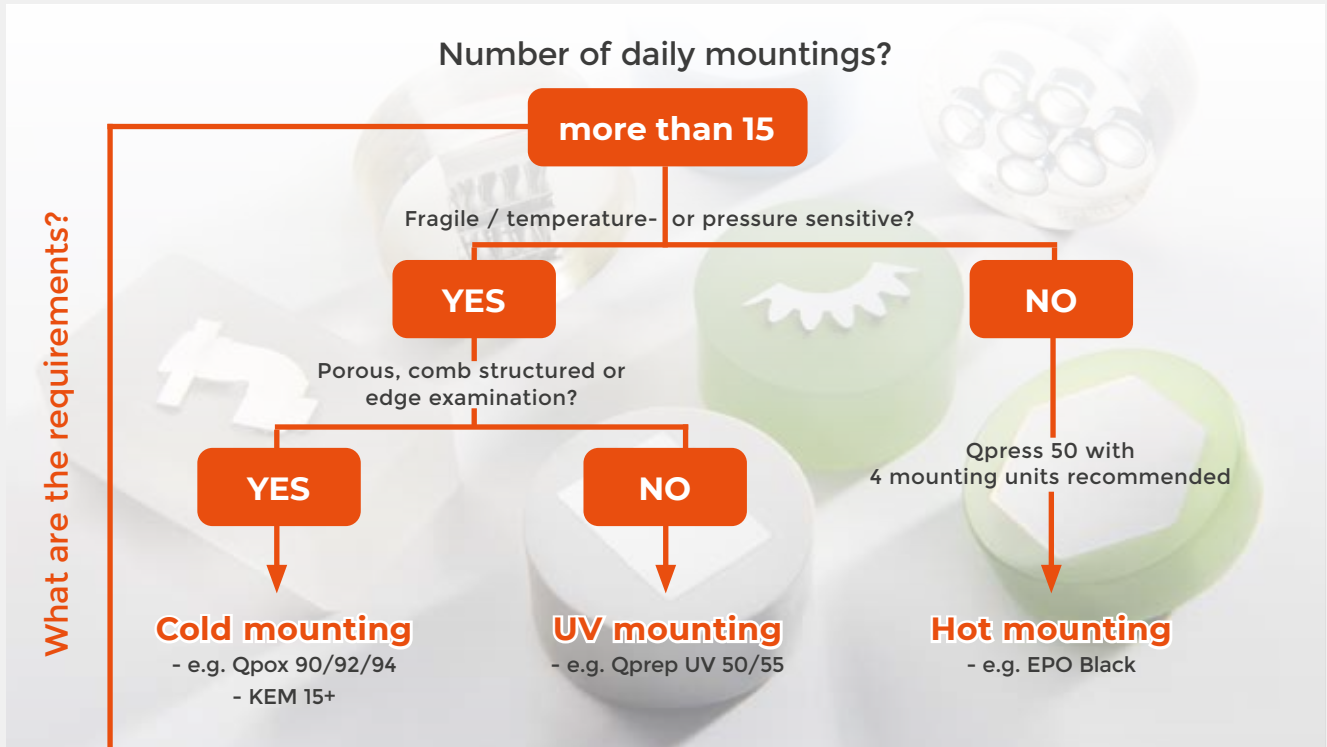 Number of daily mountings?
more than 15
What are the requirements?
Fragile / temperature- or pressure sensitive?
YES
NO
Porous, comb structured or
edge examination?
Qpress 50 with
4 mounting units recommended
YES
NO
Cold mounting
- e.g. Qpox 90/92/94
- KEM 15+
UV mounting
- e.g. Qprep UV 50/55
Hot mounting
- e.g. EPO Black